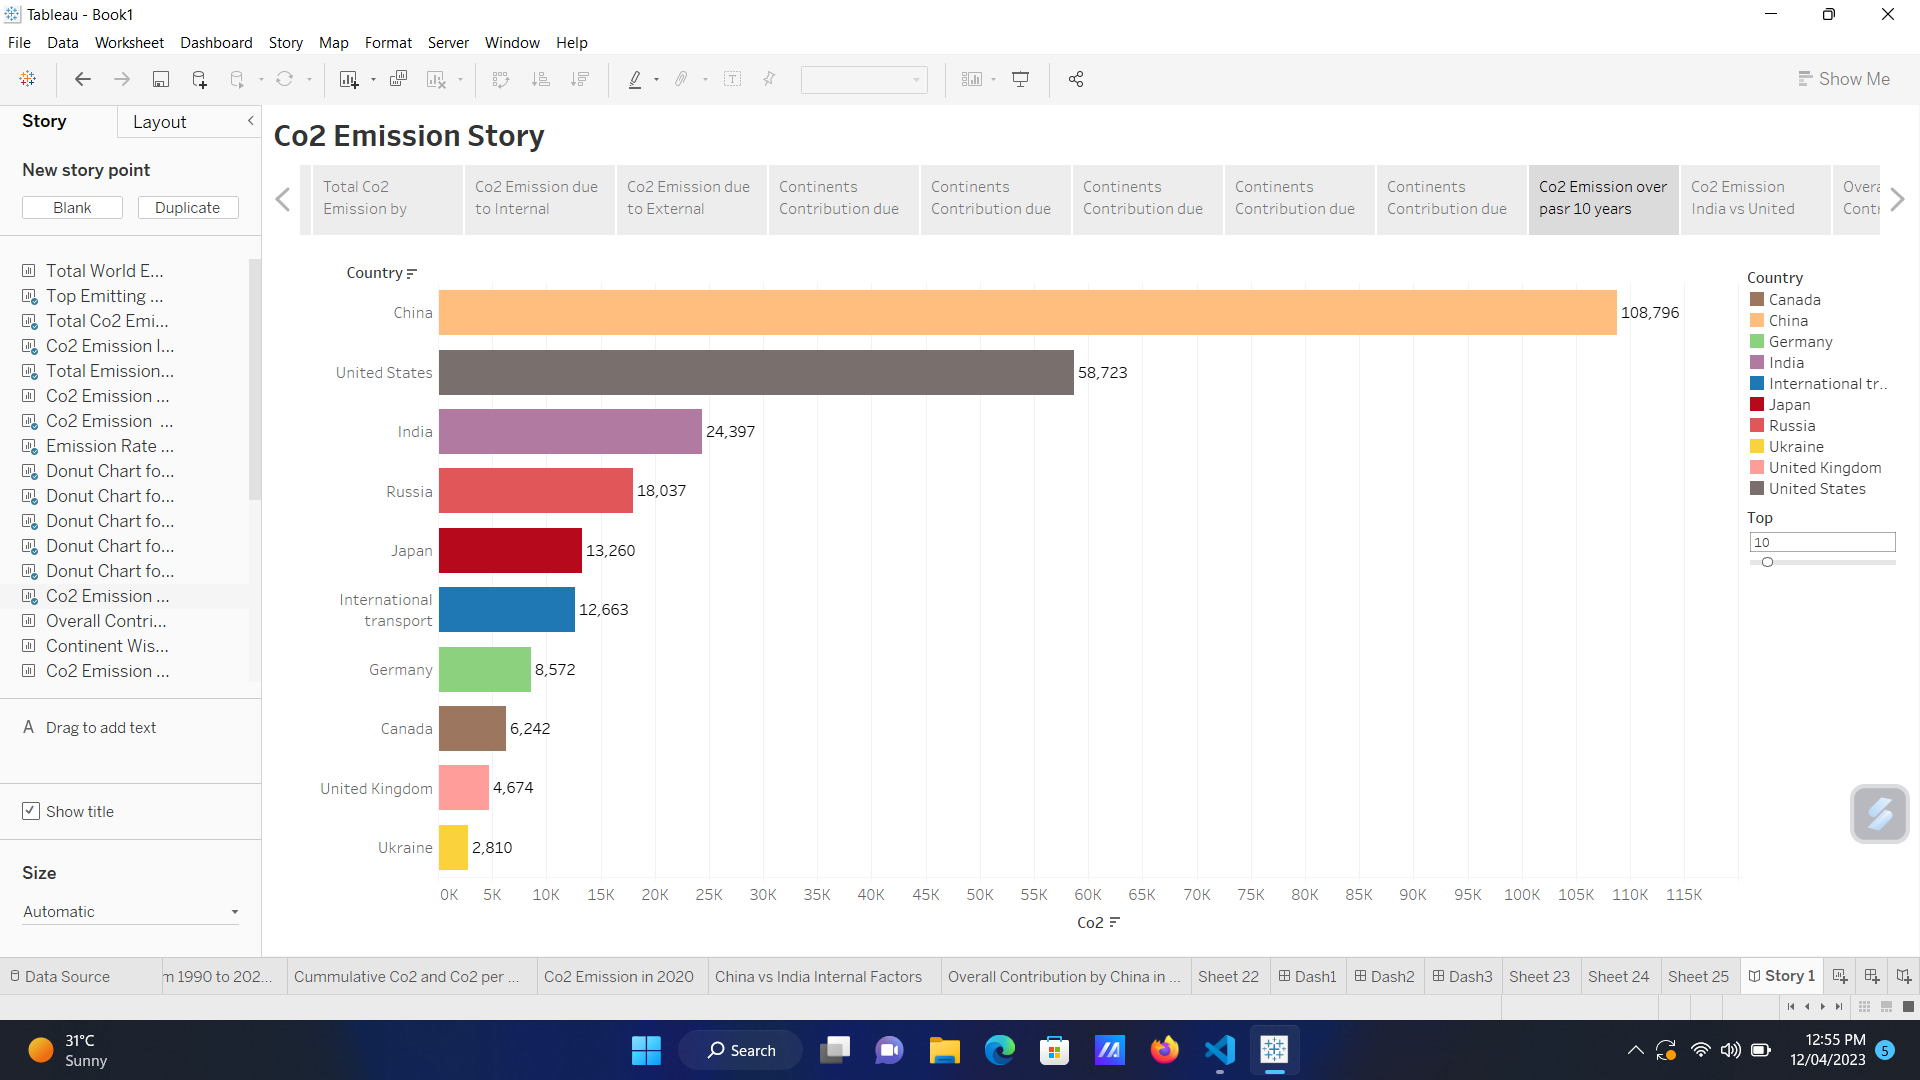 Tableau - Book1
File Data Worksheet Dashboard Story Map Format Server Window Help
Show Me
Story
Layout
New story point
Blank
Duplicate
Total World E...
Top Emitting ...
Total Co2 Emi...
Co2 Emission I...
Total Emission...
Co2 Emission ...
Co2 Emission ...
Emission Rate ...
Donut Chart fo...
Donut Chart fo...
Donut Chart fo...
Donut Chart fo...
Donut Chart fo...
Co2 Emission ...
Overall Contri...
Continent Wis...
Co2 Emission ...
A Drag to add text
Show title
Size
Automatic
Co2 Emission Story
Total Co2
Emission by
Co2 Emission due
to Internal
Co2 Emission due
to External
Continents
Contribution due
Continents
Contribution due
Continents
Contribution due
Continents
Contribution due
Continents
Contribution due
Co2 Emission over
pasr 10 years
Co2 Emission
India vs United
Overa
Contr
Country
China 108,796
United States 58,723
India 24,397
Russia 18,037
Japan 13,260
International
transport 12,663
Germany 8,572
Canada 6,242
United Kingdom 4,674
Ukraine 2,810
0K 5K 10K 15K 20K 25K 30K 35K 40K 45K 50K 55K 60K 65K 70K 75K 80K 85K 90K 95K 100K 105K 110K 115K
Co2
Country
Canada
China
Germany
India
International tr..
Japan
Russia
Ukraine
United Kingdom
United States
Top
10
Data Source m 1990 to 202... Cummulative Co2 and Co2 per ... Co2 Emission in 2020 China vs India Internal Factors Overall Contribution by China in ... Sheet 22 Dash1 Dash2 Dash3 Sheet 23 Sheet 24 Sheet 25 Story 1
31°C
Sunny
Search
12:55 PM
12/04/2023
5